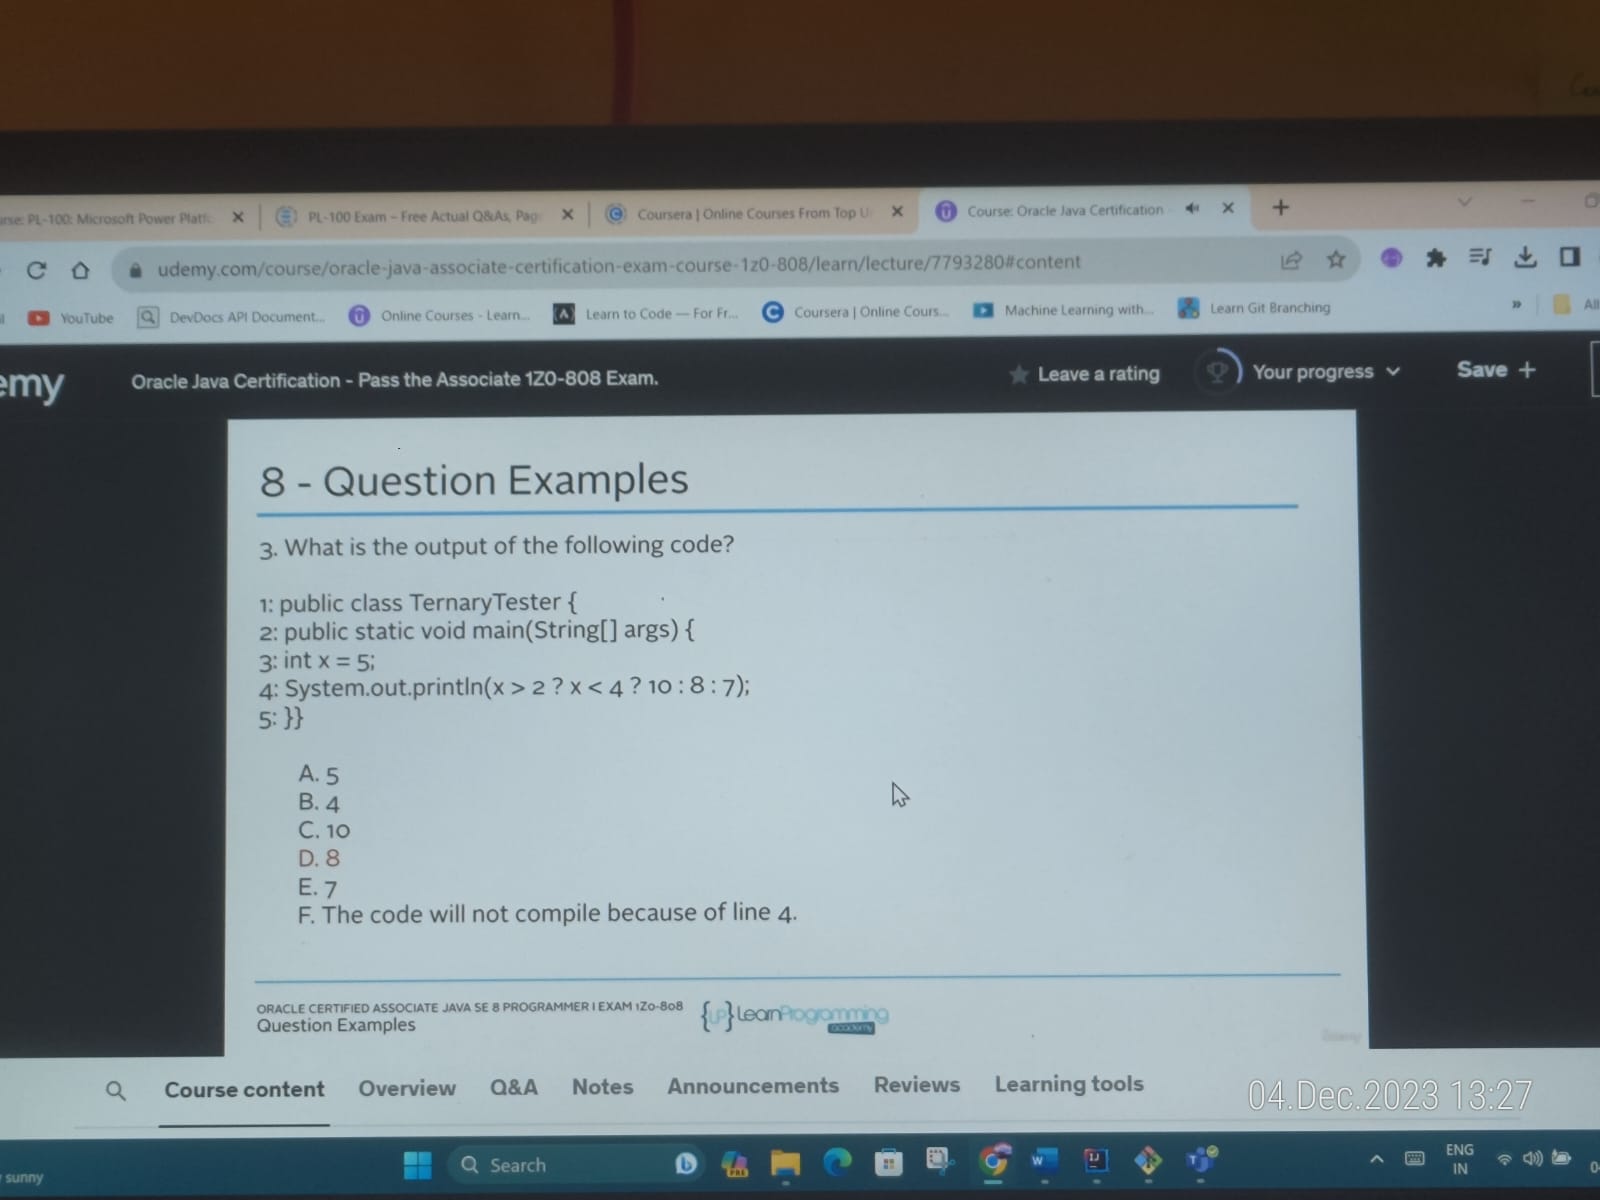 urse: PL-100: Microsoft Power Platfo
PL-100 Exam – Free Actual Q&As, Pag
Coursera | Online Courses From Top U
Course: Oracle Java Certification
udemy.com/course/oracle-java-associate-certification-exam-course-1z0-808/learn/lecture/7793280#content
YouTube
DevDocs API Document...
Online Courses - Learn...
Learn to Code — For Fr...
Coursera | Online Cours...
Machine Learning with...
Learn Git Branching
»
All
emy
Oracle Java Certification - Pass the Associate 1Z0-808 Exam.
Leave a rating
Your progress
Save +
8 - Question Examples
3. What is the output of the following code?
1: public class TernaryTester {
2: public static void main(String[] args) {
3: int x = 5;
4: System.out.println(x > 2 ? x < 4 ? 10 : 8 : 7);
5: }}
A. 5
B. 4
C. 10
D. 8
E. 7
F. The code will not compile because of line 4.
ORACLE CERTIFIED ASSOCIATE JAVA SE 8 PROGRAMMER I EXAM 1Z0-808
Question Examples
{LP} LearnProgramming
academy
Udemy
Course content
Overview
Q&A
Notes
Announcements
Reviews
Learning tools
04.Dec.2023 13:27
sunny
Search
PRE
W
IJ
T
ENG
IN